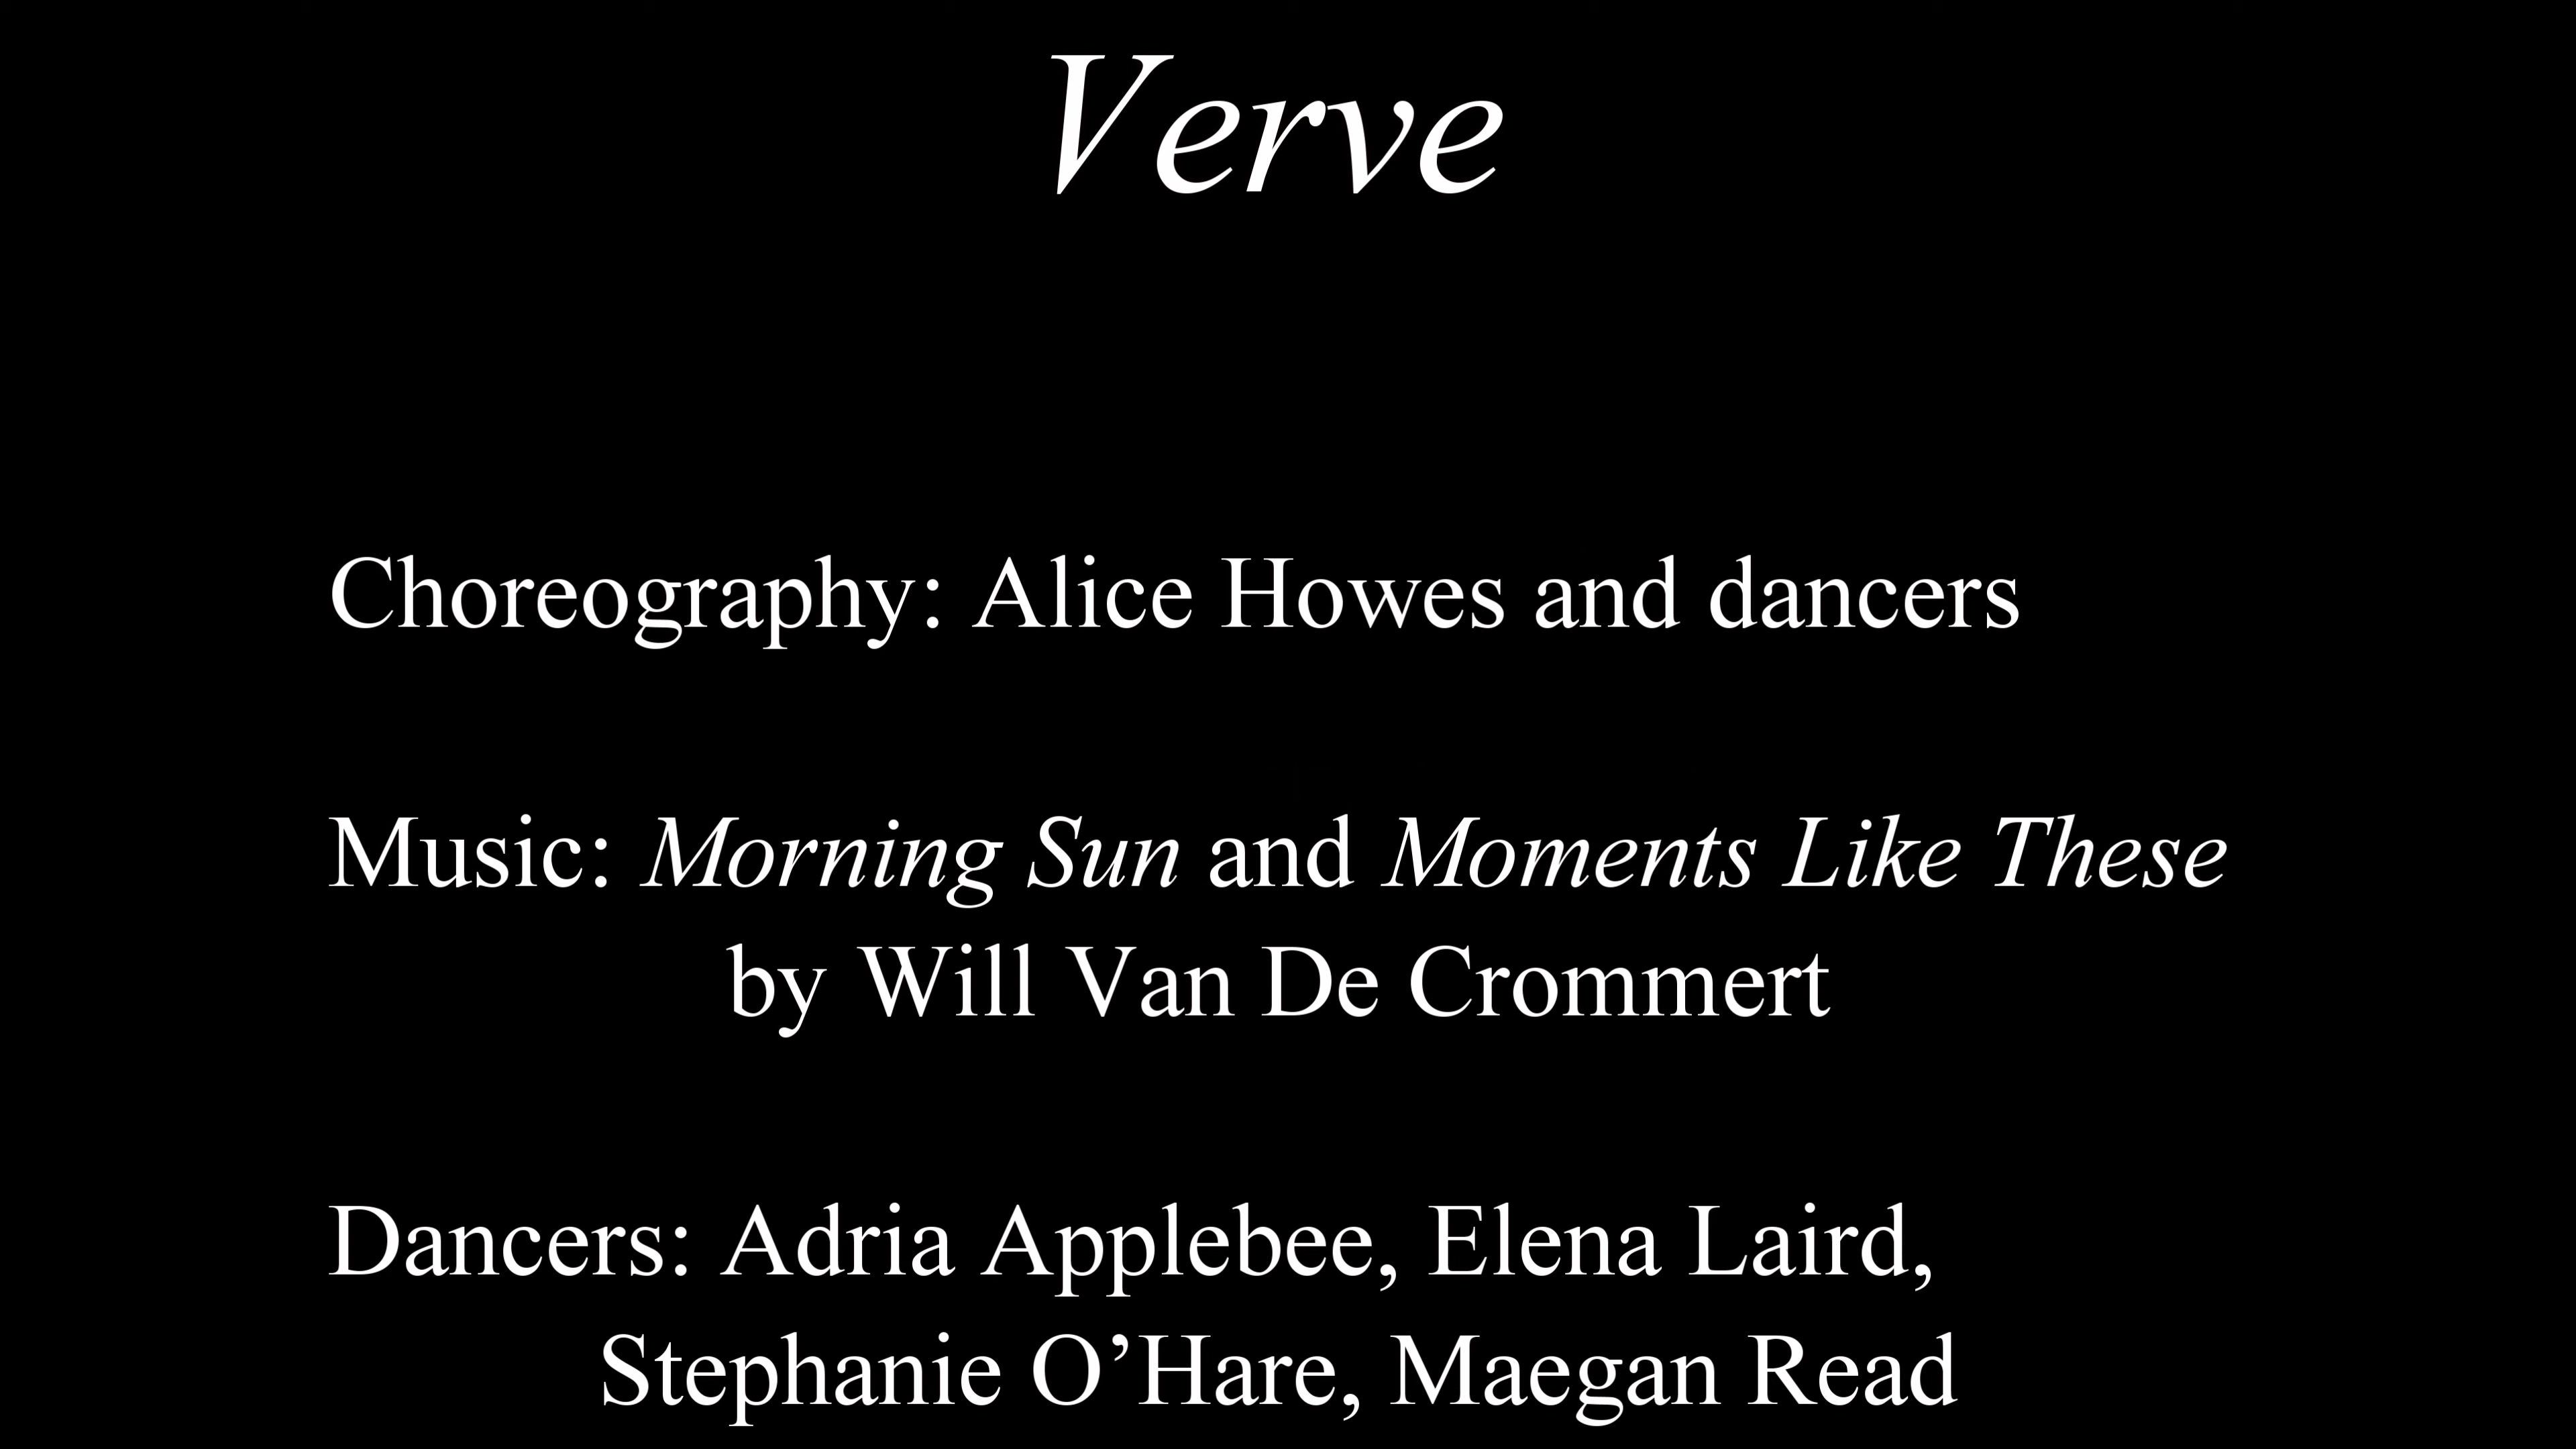 Verve
Choreography: Alice Howes and dancers
Music: Morning Sun and Moments Like These
by Will Van De Crommert
Dancers: Adria Applebee, Elena Laird,
Stephanie O’Hare, Maegan Read